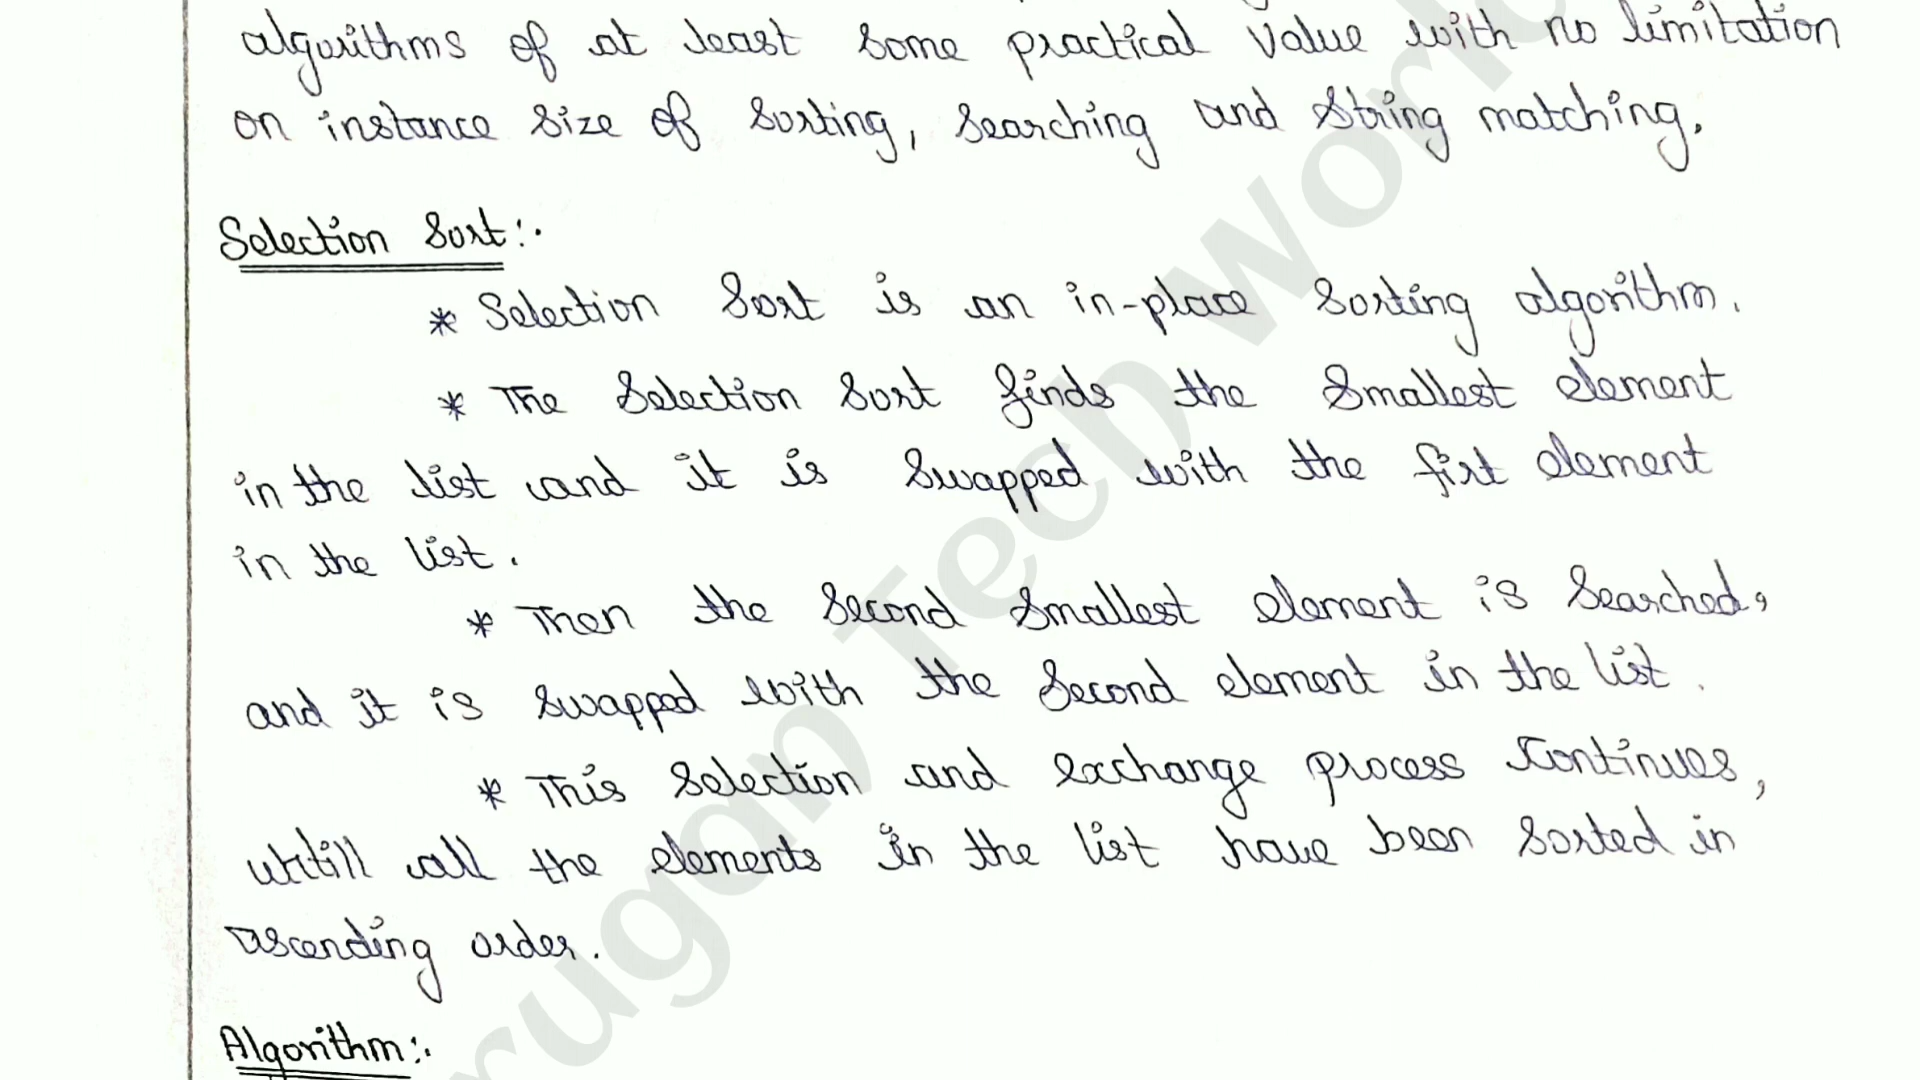 algorithms of at least some practical value with no limitation
on instance size of sorting, searching and string matching.
Selection Sort:.
* Selection Sort is an in-place sorting algorithm.
* The Selection sort finds the smallest element
in the list and it is swapped with the firt element
in the list.
* Then the second smallest element is searched,
and it is swapped with the second element in the list.
* This selection and exchange process continues,
untill all the elements in the list have been sorted in
ascending order.
Algorithm:.
rugan Tech World